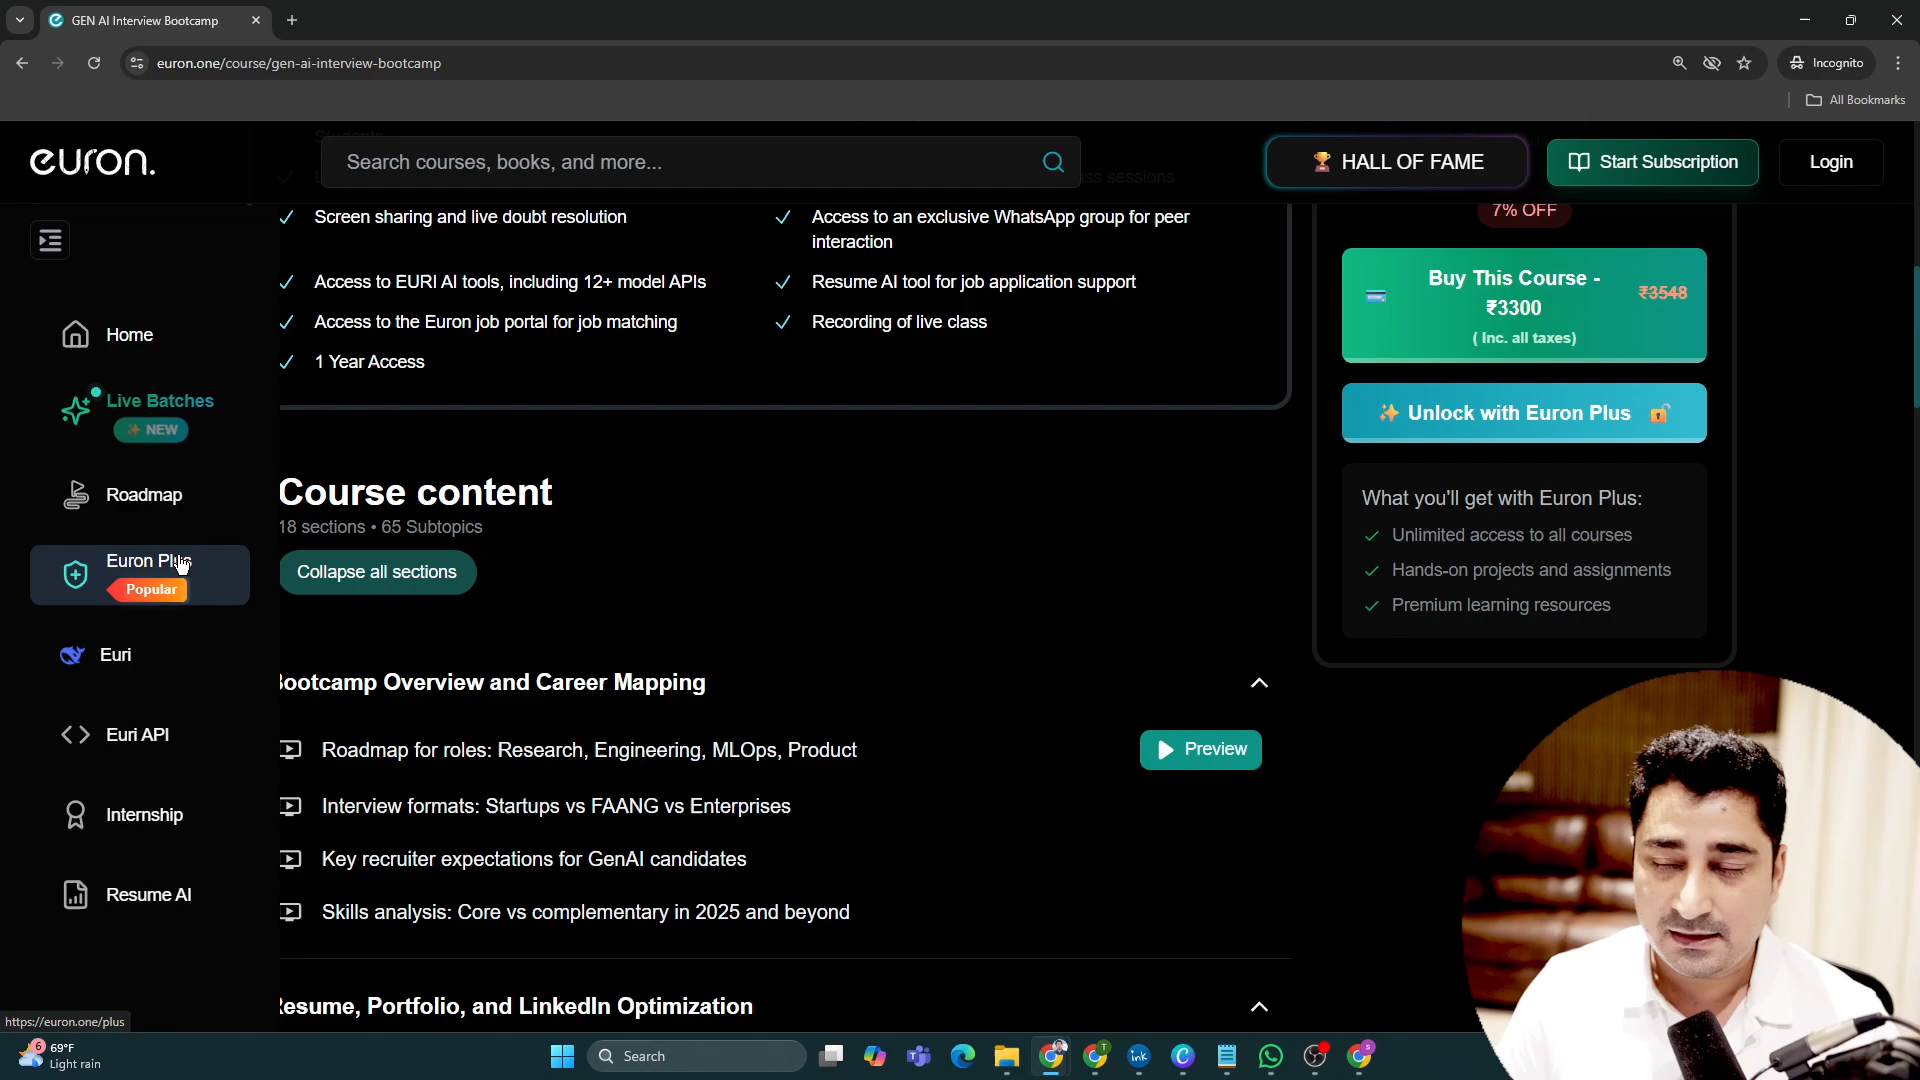 GEN AI Interview Bootcamp
euron.one/course/gen-ai-interview-bootcamp
Incognito
All Bookmarks
euron.
Search courses, books, and more...
🏆 HALL OF FAME
Start Subscription
Login
Home
Live Batches
✨ NEW
Roadmap
Euron Plus
Popular
Euri
Euri API
Internship
Resume AI
Students
ss sessions
Screen sharing and live doubt resolution
Access to an exclusive WhatsApp group for peer
interaction
Access to EURI AI tools, including 12+ model APIs
Resume AI tool for job application support
Access to the Euron job portal for job matching
Recording of live class
1 Year Access
Course content
18 sections • 65 Subtopics
Collapse all sections
Bootcamp Overview and Career Mapping
Roadmap for roles: Research, Engineering, MLOps, Product
Preview
Interview formats: Startups vs FAANG vs Enterprises
Key recruiter expectations for GenAI candidates
Skills analysis: Core vs complementary in 2025 and beyond
Resume, Portfolio, and LinkedIn Optimization
7% OFF
Buy This Course -
₹3300
₹3548
( Inc. all taxes)
✨ Unlock with Euron Plus 🔓
What you'll get with Euron Plus:
Unlimited access to all courses
Hands-on projects and assignments
Premium learning resources
https://euron.one/plus
6
69°F
Light rain
Search
ink
T
S